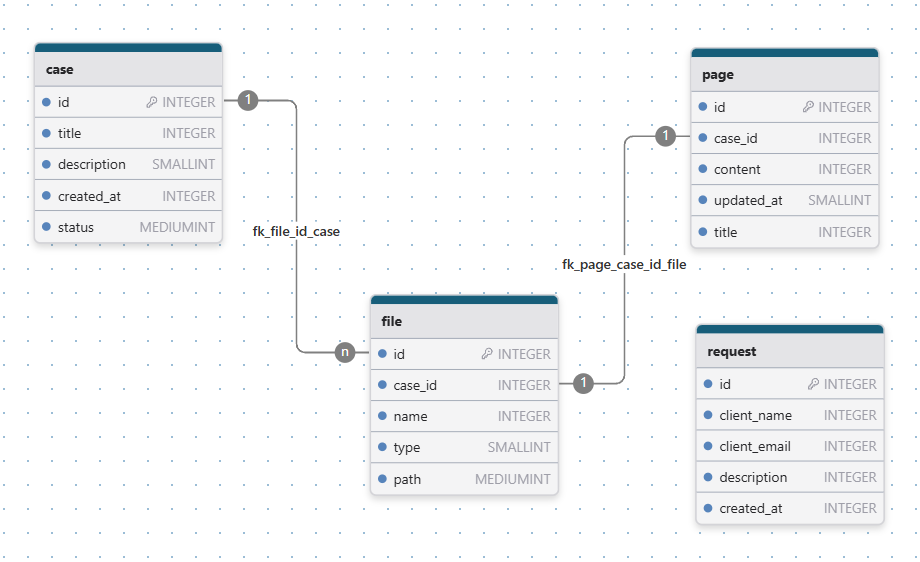 case
id INTEGER
title INTEGER
description SMALLINT
created_at INTEGER
status MEDIUMINT
1
fk_file_id_case
n
file
id INTEGER
case_id INTEGER
name INTEGER
type SMALLINT
path MEDIUMINT
1
fk_page_case_id_file
1
page
id INTEGER
case_id INTEGER
content INTEGER
updated_at SMALLINT
title INTEGER
request
id INTEGER
client_name INTEGER
client_email INTEGER
description INTEGER
created_at INTEGER